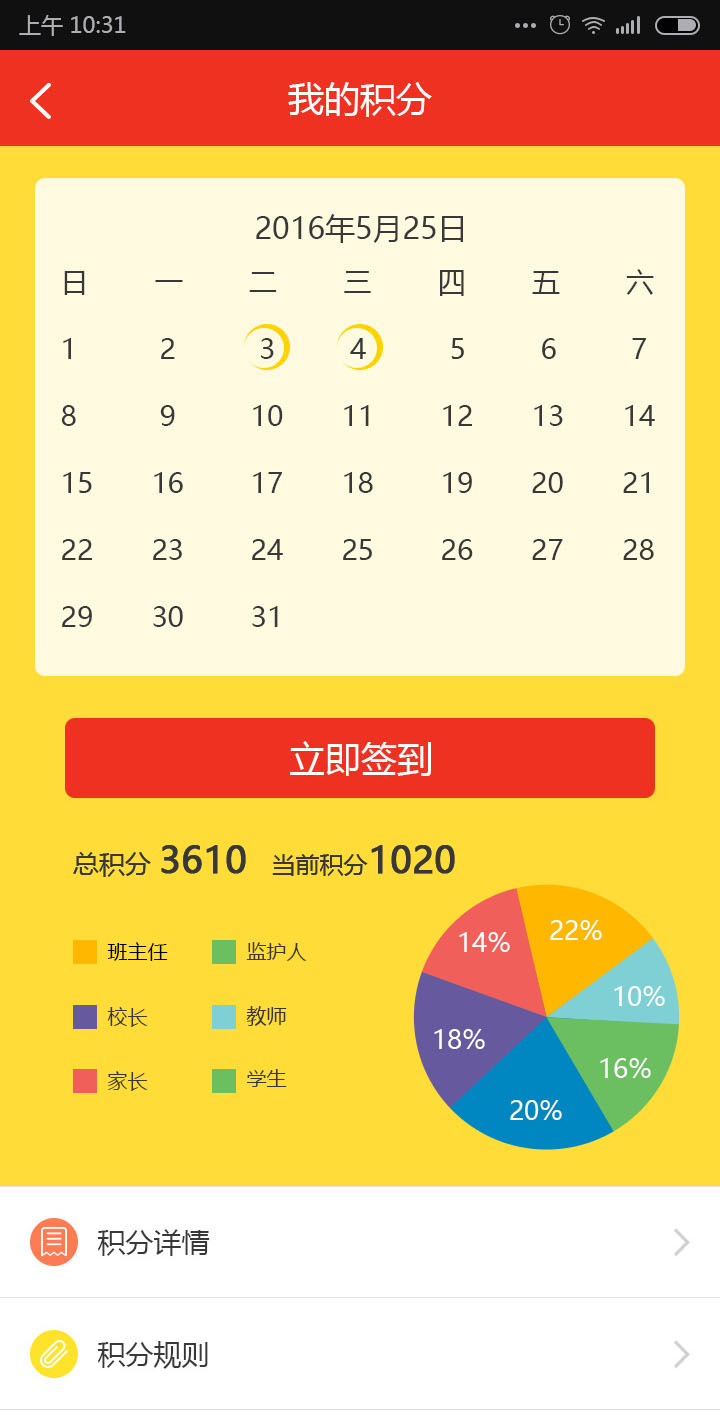 上午 10:31
我的积分
2016年5月25日
日 一 二 三 四 五 六
1 2 3 4 5 6 7
8 9 10 11 12 13 14
15 16 17 18 19 20 21
22 23 24 25 26 27 28
29 30 31
立即签到
总积分 3610 当前积分1020
班主任 监护人
校长 教师
家长 学生
22%
14%
10%
18%
16%
20%
积分详情
积分规则